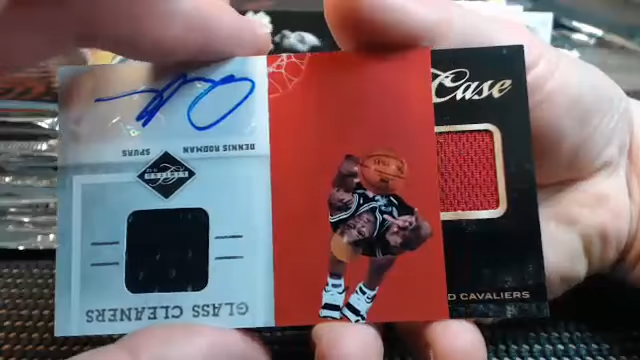 Case
DENNIS RODMAN
SPURS
LIMITED
GLASS CLEANERS
D CAVALIERS